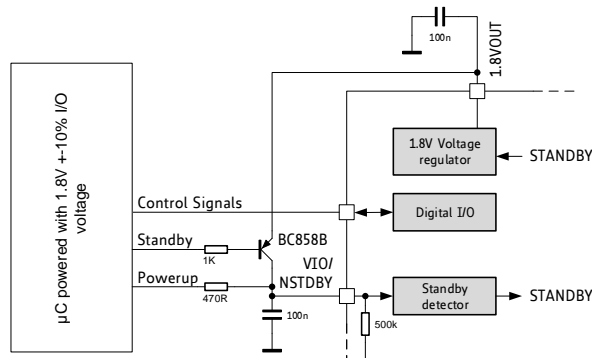 100n
1.8VOUT
µC powered with 1.8V +-10% I/O
voltage
1.8V Voltage
regulator
STANDBY
Control Signals
Digital I/O
Standby
1K
BC858B
VIO/
NSTDBY
Powerup
470R
100n
500k
Standby
detector
STANDBY